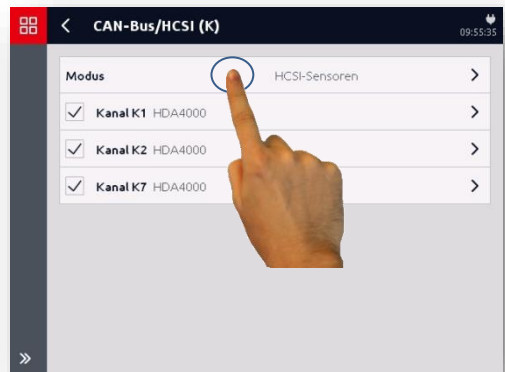 CAN-Bus/HCSI (K)
09:55:35
Modus HCSI-Sensoren
Kanal K1 HDA4000
Kanal K2 HDA4000
Kanal K7 HDA4000